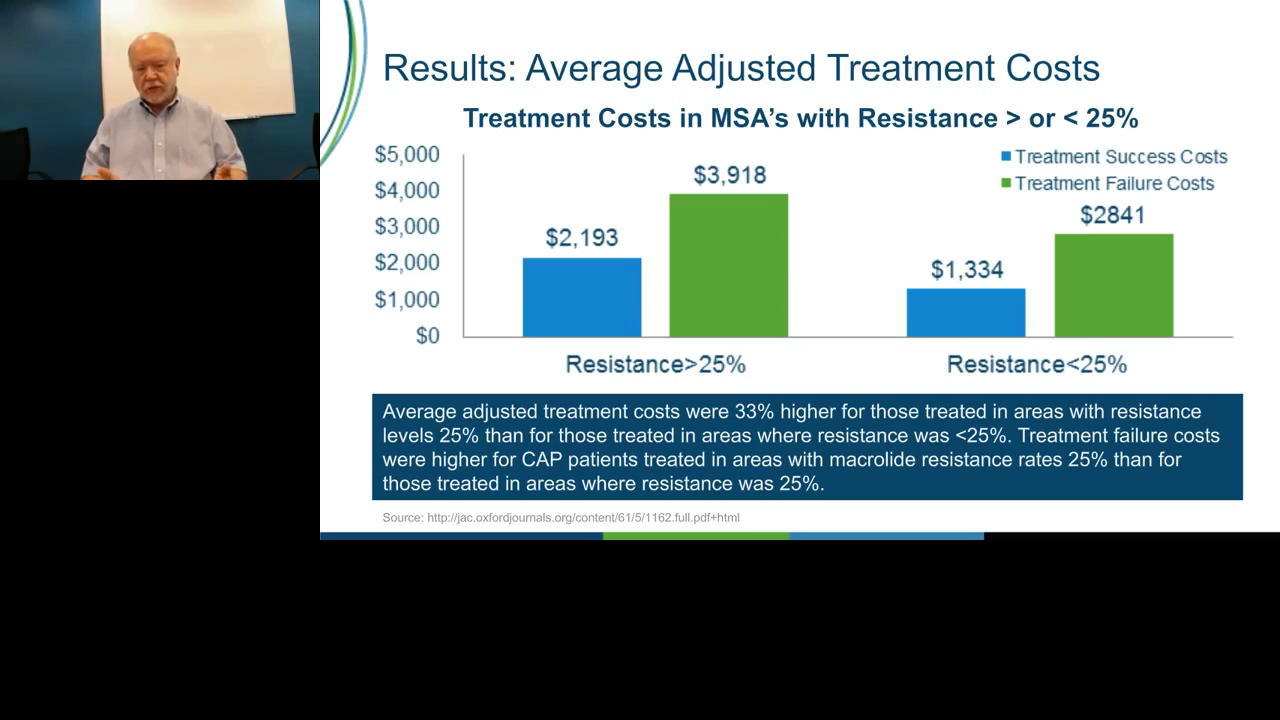 Results: Average Adjusted Treatment Costs
Treatment Costs in MSA’s with Resistance > or < 25%
$5,000
$4,000
$3,000
$2,000
$1,000
$0
$2,193
$3,918
$1,334
$2841
Treatment Success Costs
Treatment Failure Costs
Resistance>25%
Resistance<25%
Average adjusted treatment costs were 33% higher for those treated in areas with resistance
levels 25% than for those treated in areas where resistance was <25%. Treatment failure costs
were higher for CAP patients treated in areas with macrolide resistance rates 25% than for
those treated in areas where resistance was 25%.
Source: http://jac.oxfordjournals.org/content/61/5/1162.full.pdf+html